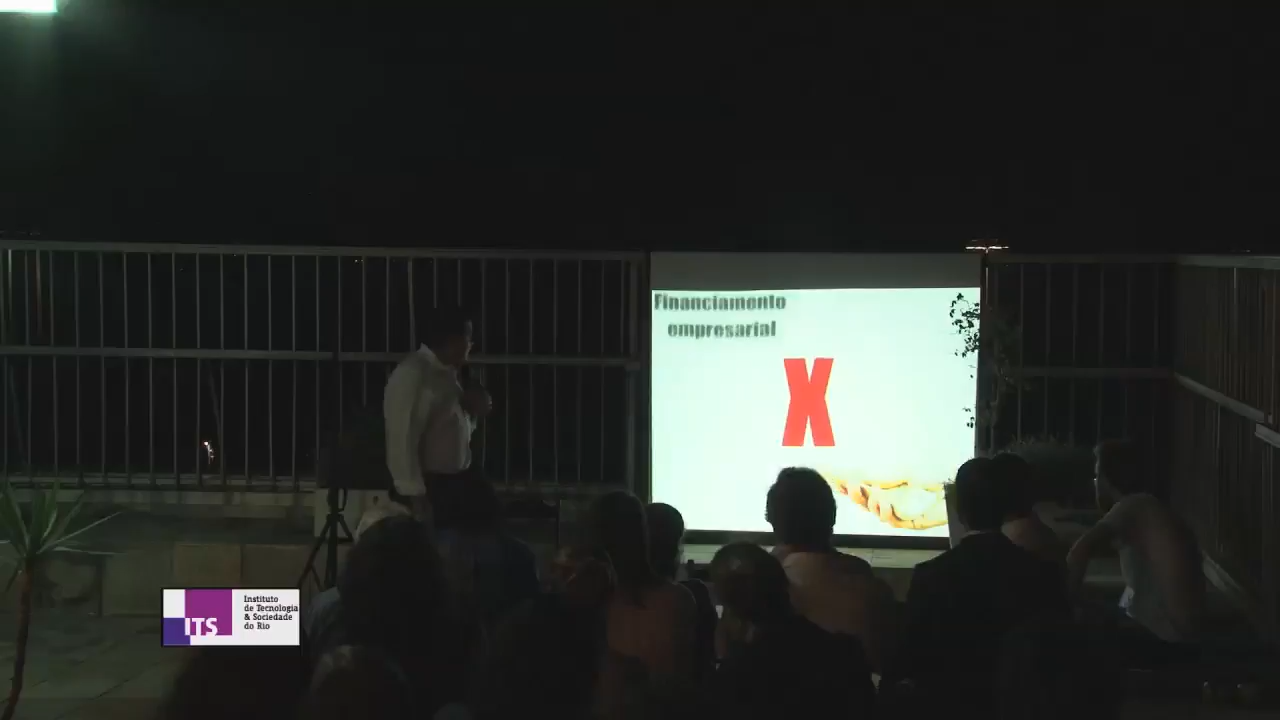 Financiamento
empresarial
X
ITS
Instituto
de Tecnologia
& Sociedade
do Rio